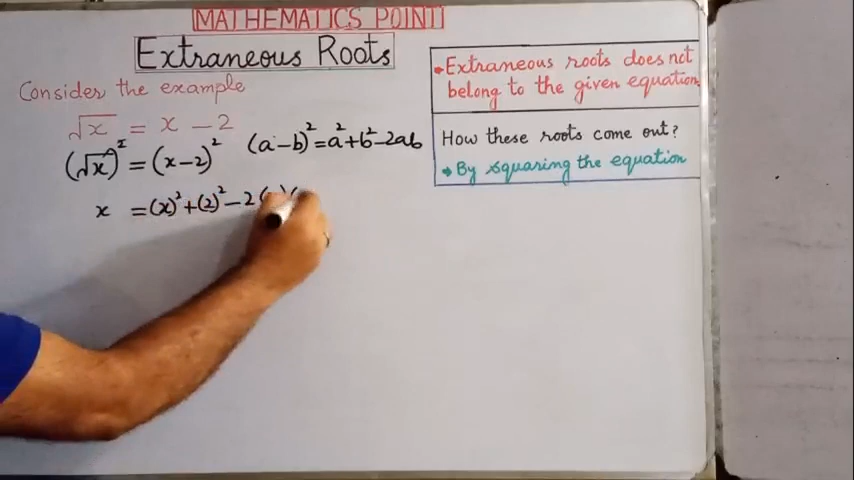 MATHEMATICS POINT
Extraneous Roots
Consider the example
√x = x - 2
(√x)² = (x-2)² (a-b)² = a²+b²-2ab
x = (x)²+(2)²-2( )(
• Extraneous roots does not
belong to the given equation.
How these roots come out?
→ By squaring the equation